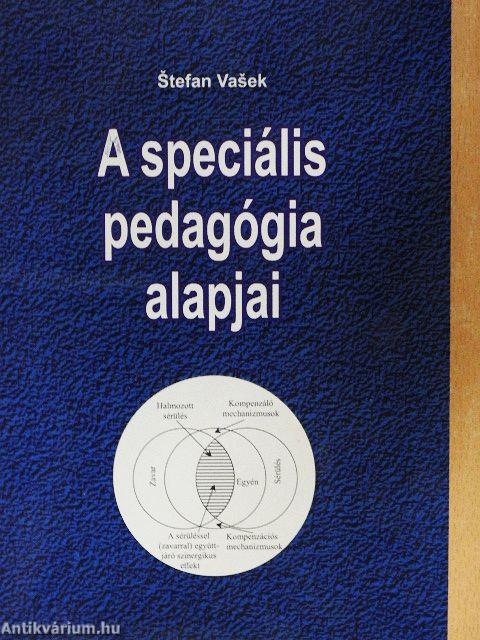 Štefan Vašek
A speciális
pedagógia
alapjai
Halmozott
sérülés
Kompenzáló
mechanizmusok
Zavar
Egyén
Sérülés
A sérüléssel
(zavarral) együtt-
járó szinergikus
effekt
Kompenzációs
mechanizmusok
Antikvárium.hu